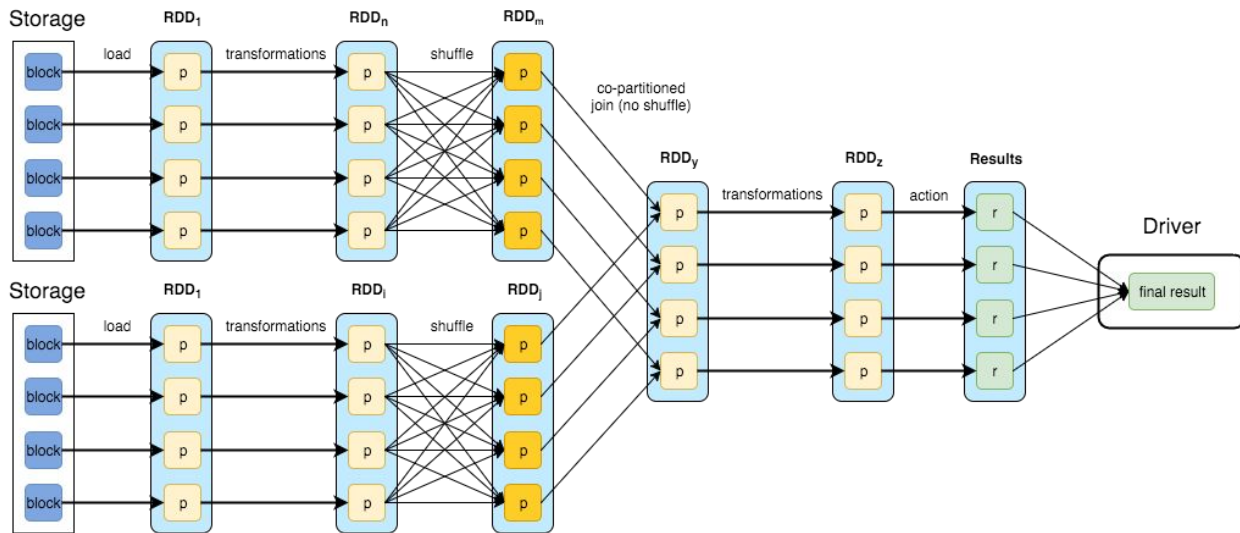 Storage
RDD1
RDDn
RDDm
load
transformations
shuffle
block
p
p
p
block
p
p
p
block
p
p
p
block
p
p
p
co-partitioned
join (no shuffle)
Storage
RDD1
RDDi
RDDj
load
transformations
shuffle
block
p
p
p
block
p
p
p
block
p
p
p
block
p
p
p
RDDy
RDDz
Results
transformations
action
p
p
r
p
p
r
p
p
r
p
p
r
Driver
final result